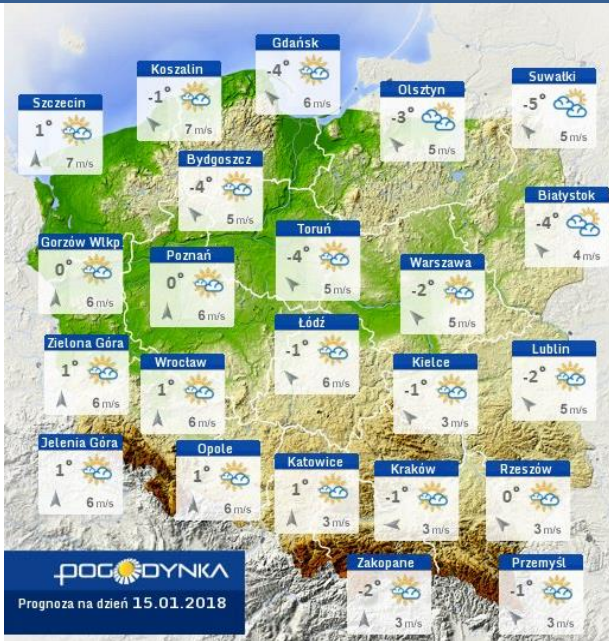 Gdańsk
-4°
6 m/s
Koszalin
-1°
7 m/s
Suwałki
-5°
5 m/s
Olsztyn
-3°
5 m/s
Szczecin
1°
7 m/s
Bydgoszcz
-4°
5 m/s
Białystok
-4°
4 m/s
Toruń
-4°
5 m/s
Gorzów Wlkp
0°
6 m/s
Poznań
0°
6 m/s
Warszawa
-2°
5 m/s
Łódź
-1°
6 m/s
Zielona Góra
1°
6 m/s
Wrocław
1°
6 m/s
Kielce
-1°
3 m/s
Lublin
-2°
5 m/s
Jelenia Góra
1°
6 m/s
Opole
1°
6 m/s
Katowice
1°
3 m/s
Kraków
-1°
3 m/s
Rzeszów
0°
3 m/s
Zakopane
-2°
3 m/s
Przemyśl
-1°
3 m/s
POGODYNKA
Prognoza na dzień 15.01.2018